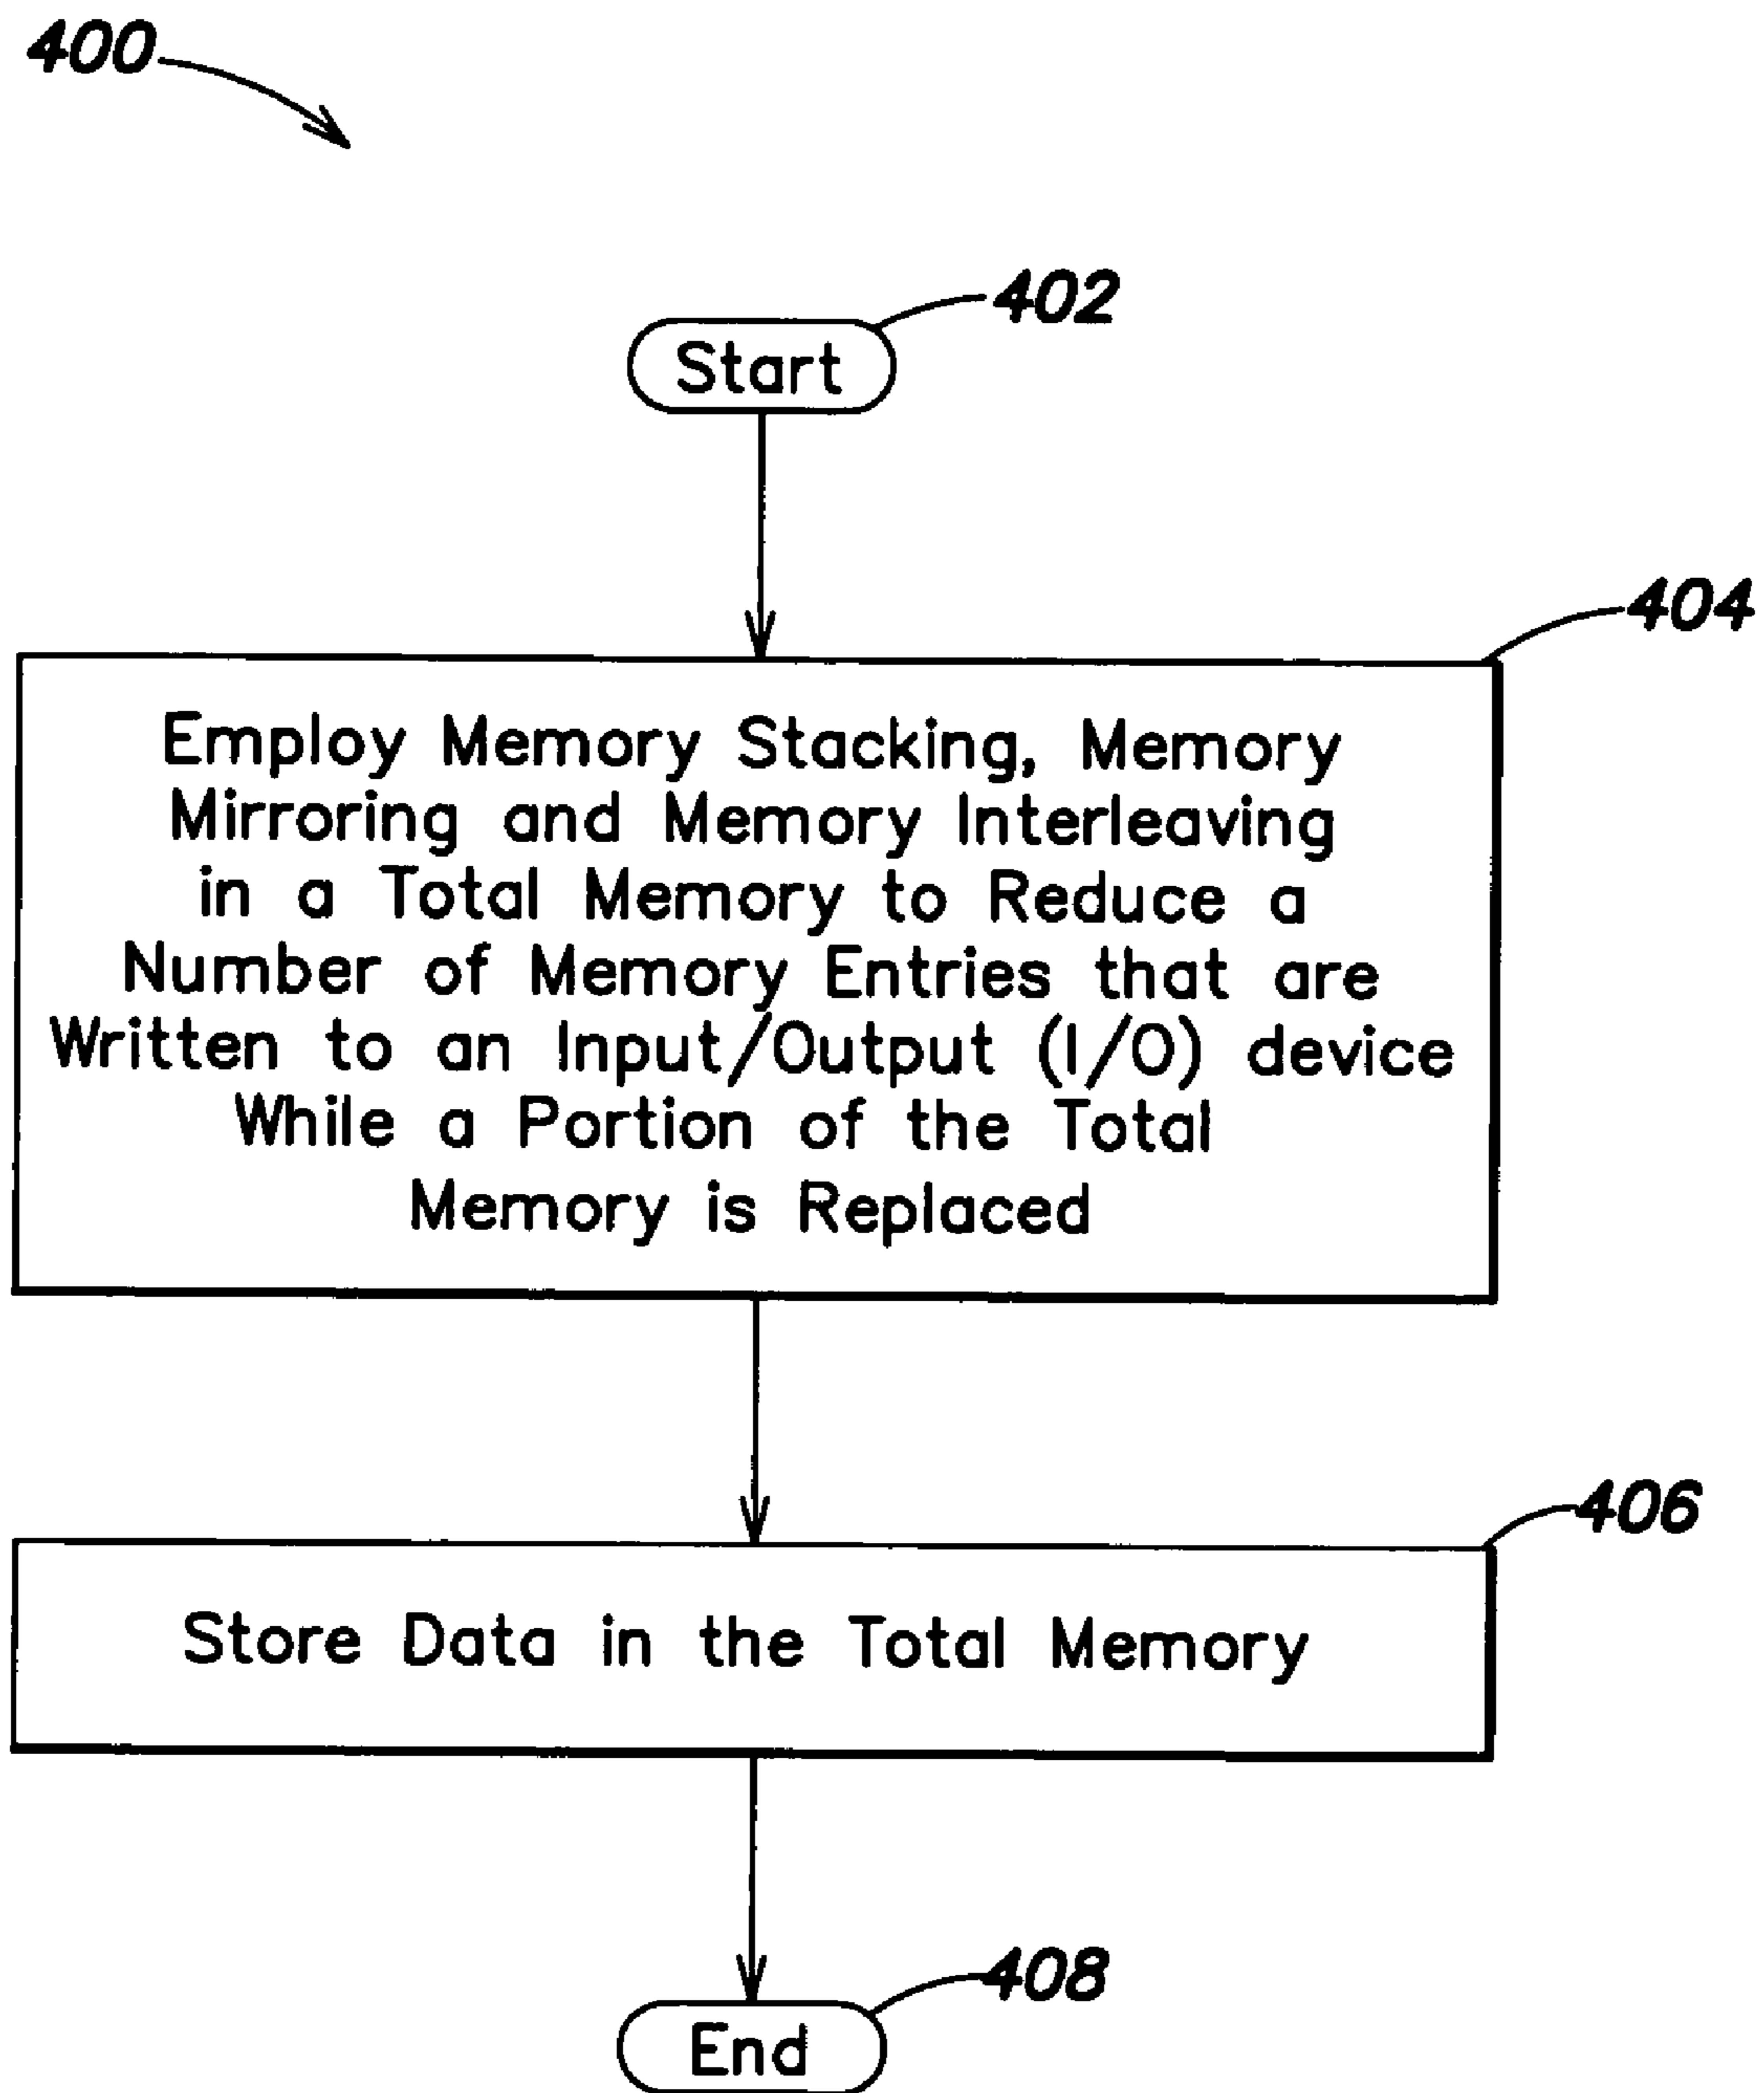 400
402
Start
404
Employ Memory Stacking, Memory
Mirroring and Memory Interleaving
in a Total Memory to Reduce a
Number of Memory Entries that are
Written to an Input/Output (I/O) device
While a Portion of the Total
Memory is Replaced
406
Store Data in the Total Memory
408
End